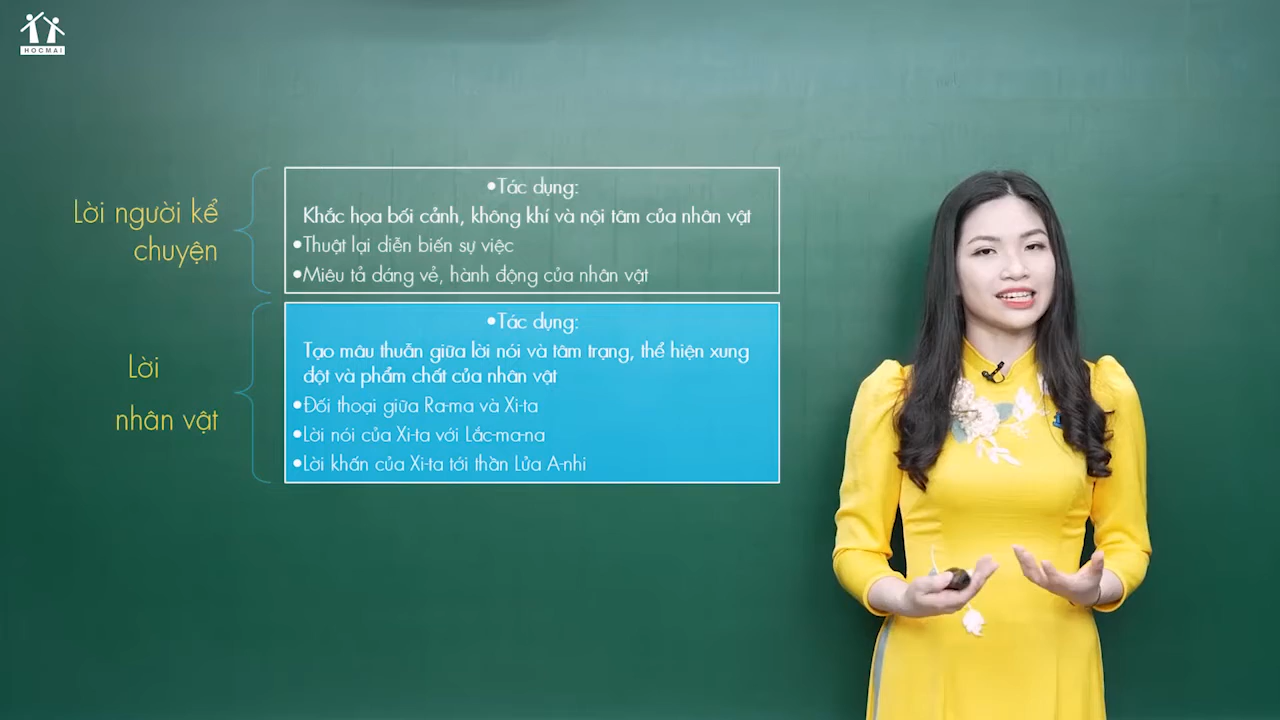 HOCMAI
Lời người kể
chuyện
•Tác dụng:
Khắc họa bối cảnh, không khí và nội tâm của nhân vật
•Thuật lại diễn biến sự việc
•Miêu tả dáng vẻ, hành động của nhân vật
Lời
nhân vật
•Tác dụng:
Tạo mâu thuẫn giữa lời nói và tâm trạng, thể hiện xung
đột và phẩm chất của nhân vật
•Đối thoại giữa Ra-ma và Xi-ta
•Lời nói của Xi-ta với Lắc-ma-na
•Lời khấn của Xi-ta tới thần Lửa A-nhi